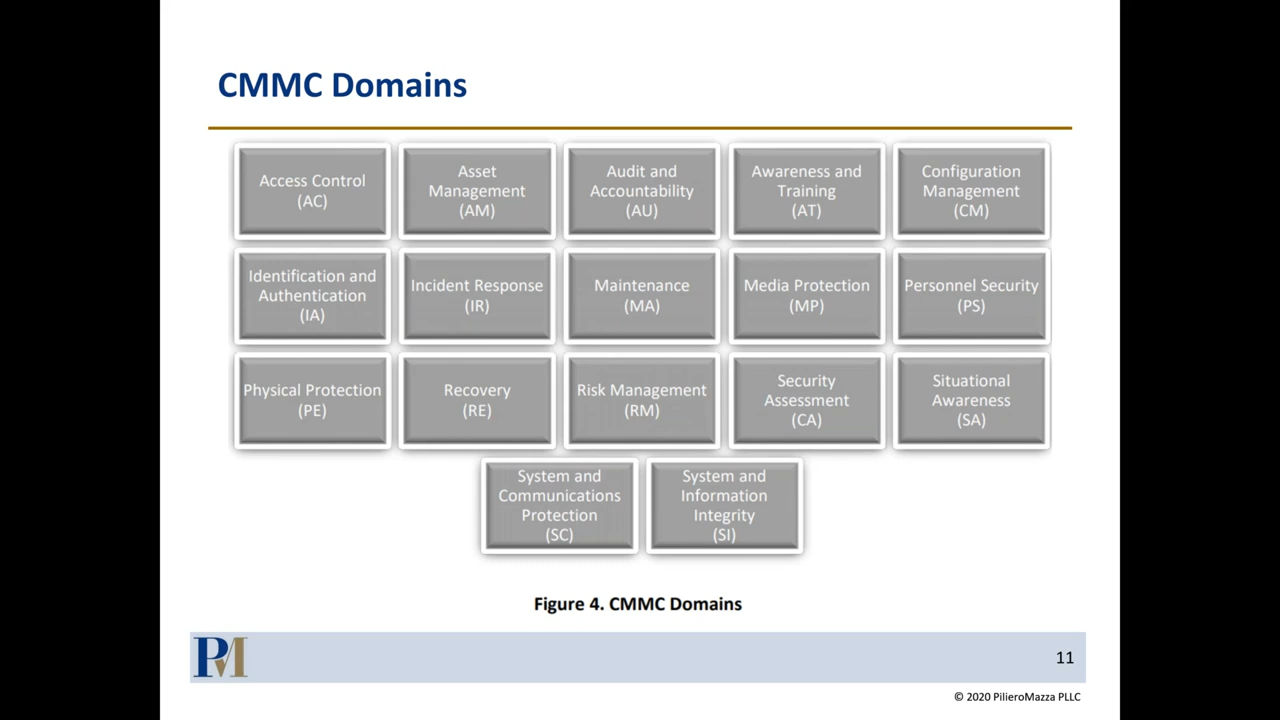 CMMC Domains
Access Control
(AC)
Asset
Management
(AM)
Audit and
Accountability
(AU)
Awareness and
Training
(AT)
Configuration
Management
(CM)
Identification and
Authentication
(IA)
Incident Response
(IR)
Maintenance
(MA)
Media Protection
(MP)
Personnel Security
(PS)
Physical Protection
(PE)
Recovery
(RE)
Risk Management
(RM)
Security
Assessment
(CA)
Situational
Awareness
(SA)
System and
Communications
Protection
(SC)
System and
Information
Integrity
(SI)
Figure 4. CMMC Domains
PM
11
© 2020 PilieroMazza PLLC